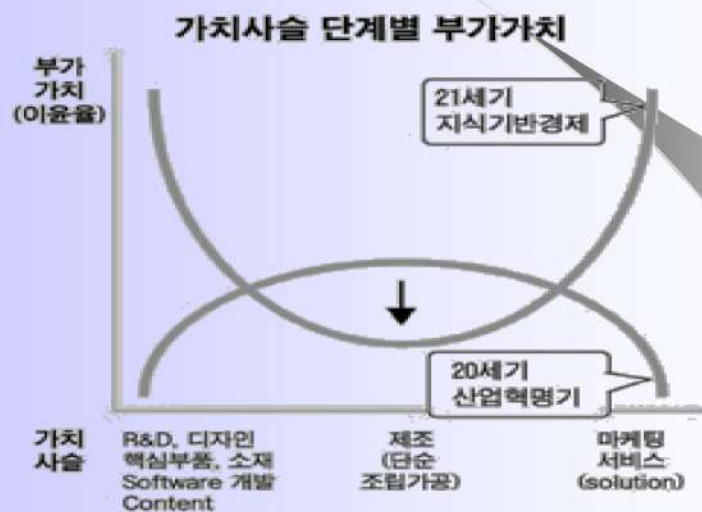 가치사슬 단계별 부가가치
부가
가치
(이윤율)
21세기
지식기반경제
20세기
산업혁명기
가치
사슬
R&D, 디자인
핵심부품, 소재
Software 개발
Content
제조
(단순
조립가공)
마케팅
서비스
(solution)